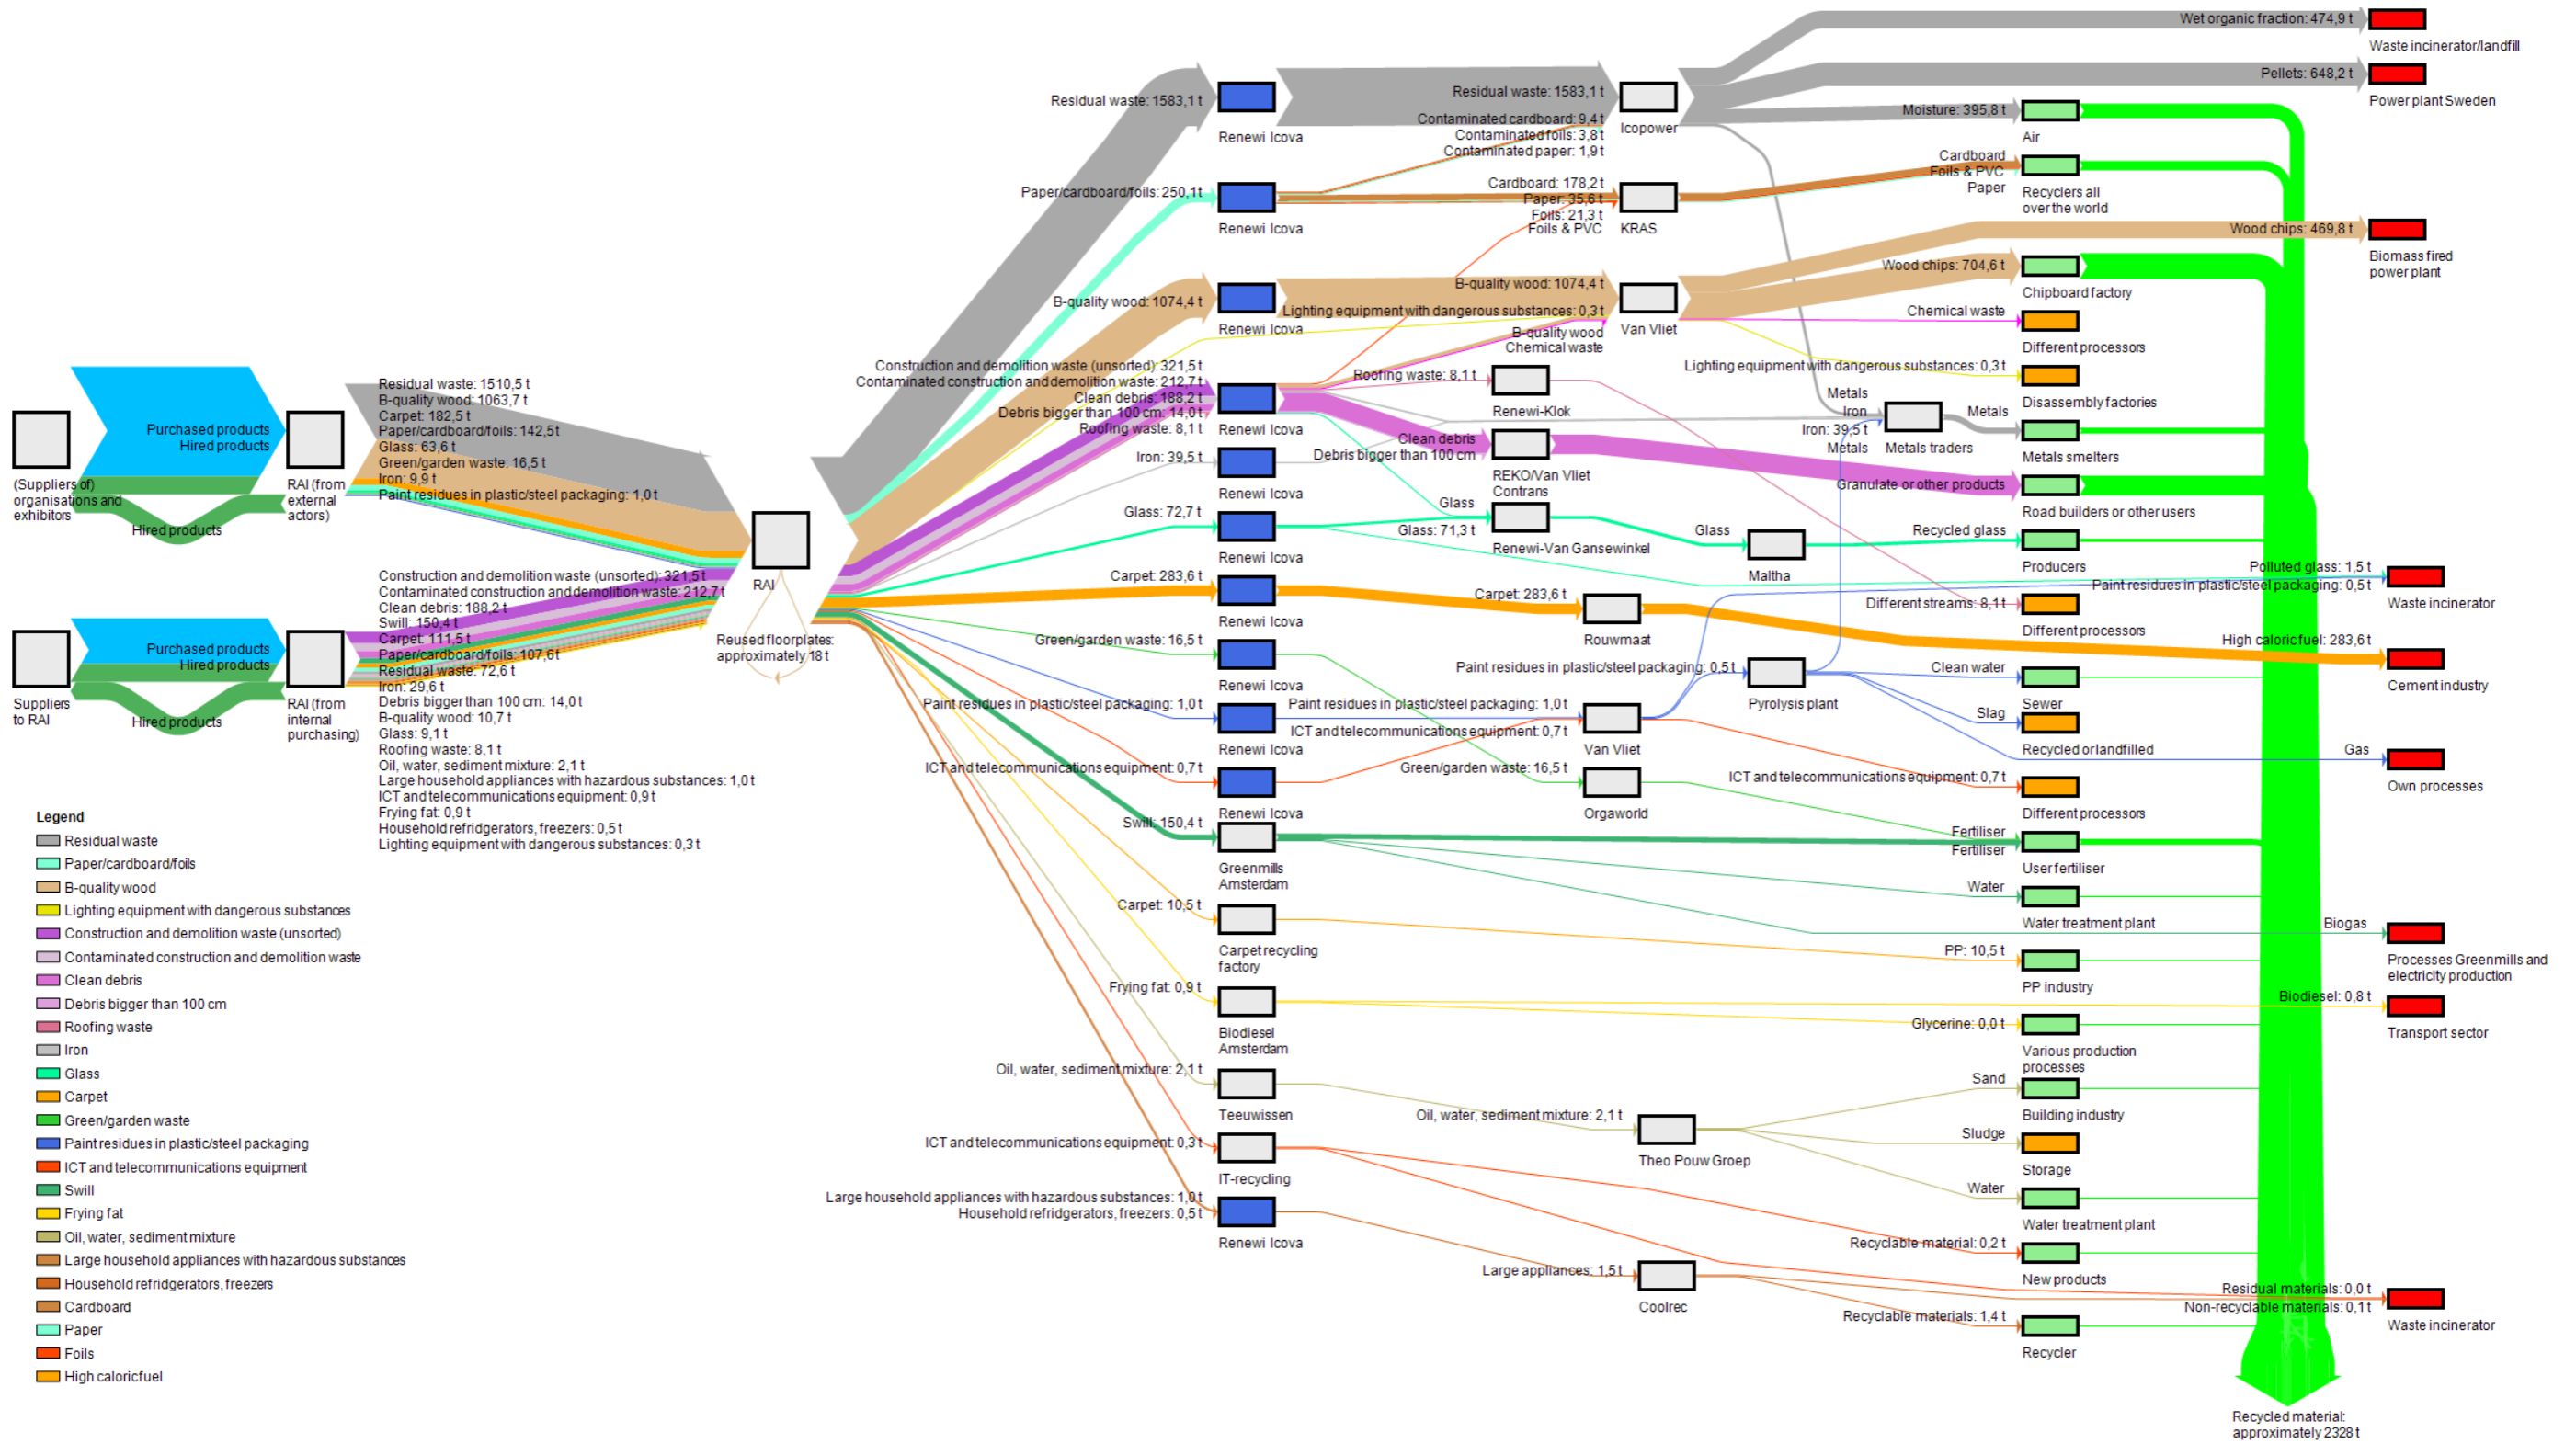 (Suppliers of)
organisations and
exhibitors
Purchased products
Hired products
Hired products
RAI (from
external
actors)
Residual waste: 1510,5 t
B-quality wood: 1063,7 t
Carpet: 182,5 t
Paper/cardboard/foils: 142,5 t
Glass: 63,6 t
Green/garden waste: 16,5 t
Iron: 9,9 t
Paint residues in plastic/steel packaging: 1,0 t
Suppliers
to RAI
Purchased products
Hired products
Hired products
RAI (from
internal
purchasing)
Construction and demolition waste (unsorted): 321,5 t
Contaminated construction and demolition waste: 212,7 t
Clean debris: 188,2 t
Swill: 150,4 t
Carpet: 111,5 t
Paper/cardboard/foils: 107,6 t
Residual waste: 72,6 t
Iron: 29,6 t
Debris bigger than 100 cm: 14,0 t
B-quality wood: 10,7 t
Glass: 9,1 t
Roofing waste: 8,1 t
Oil, water, sediment mixture: 2,1 t
Large household appliances with hazardous substances: 1,0 t
ICT and telecommunications equipment: 0,9 t
Frying fat: 0,9 t
Household refridgerators, freezers: 0,5 t
Lighting equipment with dangerous substances: 0,3 t
Legend
Residual waste
Paper/cardboard/foils
B-quality wood
Lighting equipment with dangerous substances
Construction and demolition waste (unsorted)
Contaminated construction and demolition waste
Clean debris
Debris bigger than 100 cm
Roofing waste
Iron
Glass
Carpet
Green/garden waste
Paint residues in plastic/steel packaging
ICT and telecommunications equipment
Swill
Frying fat
Oil, water, sediment mixture
Large household appliances with hazardous substances
Household refridgerators, freezers
Cardboard
Paper
Foils
High caloric fuel
RAI
Reused floorplates:
approximately 18 t
Residual waste: 1583,1 t
Renewi Icova
Paper/cardboard/foils: 250,1 t
Renewi Icova
B-quality wood: 1074,4 t
Renewi Icova
Construction and demolition waste (unsorted): 321,5 t
Contaminated construction and demolition waste: 212,7 t
Clean debris: 188,2 t
Debris bigger than 100 cm: 14,0 t
Roofing waste: 8,1 t
Renewi Icova
Iron: 39,5 t
Renewi Icova
Glass: 72,7 t
Renewi Icova
Carpet: 283,6 t
Renewi Icova
Green/garden waste: 16,5 t
Renewi Icova
Paint residues in plastic/steel packaging: 1,0 t
Renewi Icova
ICT and telecommunications equipment: 0,7 t
Renewi Icova
Swill: 150,4 t
Greenmills
Amsterdam
Carpet: 10,5 t
Carpet recycling
factory
Frying fat: 0,9 t
Biodiesel
Amsterdam
Oil, water, sediment mixture: 2,1 t
Teeuwissen
ICT and telecommunications equipment: 0,3 t
IT-recycling
Large household appliances with hazardous substances: 1,0 t
Household refridgerators, freezers: 0,5 t
Renewi Icova
Residual waste: 1583,1 t
Contaminated cardboard: 9,4 t
Contaminated foils: 3,8 t
Contaminated paper: 1,9 t
Icopower
Cardboard: 178,2 t
Paper: 35,6 t
Foils: 21,3 t
Foils & PVC
KRAS
B-quality wood: 1074,4 t
Lighting equipment with dangerous substances: 0,3 t
B-quality wood
Chemical waste
Van Vliet
Roofing waste: 8,1 t
Renewi-Klok
Clean debris
Debris bigger than 100 cm
REKO/Van Vliet
Contrans
Glass
Glass: 71,3 t
Renewi-Van Gansewinkel
Carpet: 283,6 t
Rouwmaat
Paint residues in plastic/steel packaging: 1,0 t
ICT and telecommunications equipment: 0,7 t
Van Vliet
Green/garden waste: 16,5 t
Orgaworld
Oil, water, sediment mixture: 2,1 t
Theo Pouw Groep
Large appliances: 1,5 t
Coolrec
Glass
Maltha
Paint residues in plastic/steel packaging: 0,5 t
Pyrolysis plant
Metals
Iron
Iron: 39,5 t
Metals
Metals traders
Moisture: 395,8 t
Air
Cardboard
Foils & PVC
Paper
Recyclers all
over the world
Wood chips: 704,6 t
Chipboard factory
Chemical waste
Different processors
Lighting equipment with dangerous substances: 0,3 t
Disassembly factories
Metals
Metals smelters
Granulate or other products
Road builders or other users
Recycled glass
Producers
Different streams: 8,1 t
Different processors
Clean water
Sewer
Slag
Recycled or landfilled
ICT and telecommunications equipment: 0,7 t
Different processors
Fertiliser
Fertiliser
User fertiliser
Water
Water treatment plant
PP: 10,5 t
PP industry
Glycerine: 0,0 t
Various production
processes
Sand
Building industry
Sludge
Storage
Water
Water treatment plant
Recyclable material: 0,2 t
New products
Recyclable materials: 1,4 t
Recycler
Wet organic fraction: 474,9 t
Waste incinerator/landfill
Pellets: 648,2 t
Power plant Sweden
Wood chips: 469,8 t
Biomass fired
power plant
Polluted glass: 1,5 t
Paint residues in plastic/steel packaging: 0,5 t
Waste incinerator
High caloric fuel: 283,6 t
Cement industry
Gas
Own processes
Biogas
Processes Greenmills and
electricity production
Biodiesel: 0,8 t
Transport sector
Residual materials: 0,0 t
Non-recyclable materials: 0,1 t
Waste incinerator
Recycled material:
approximately 2328 t